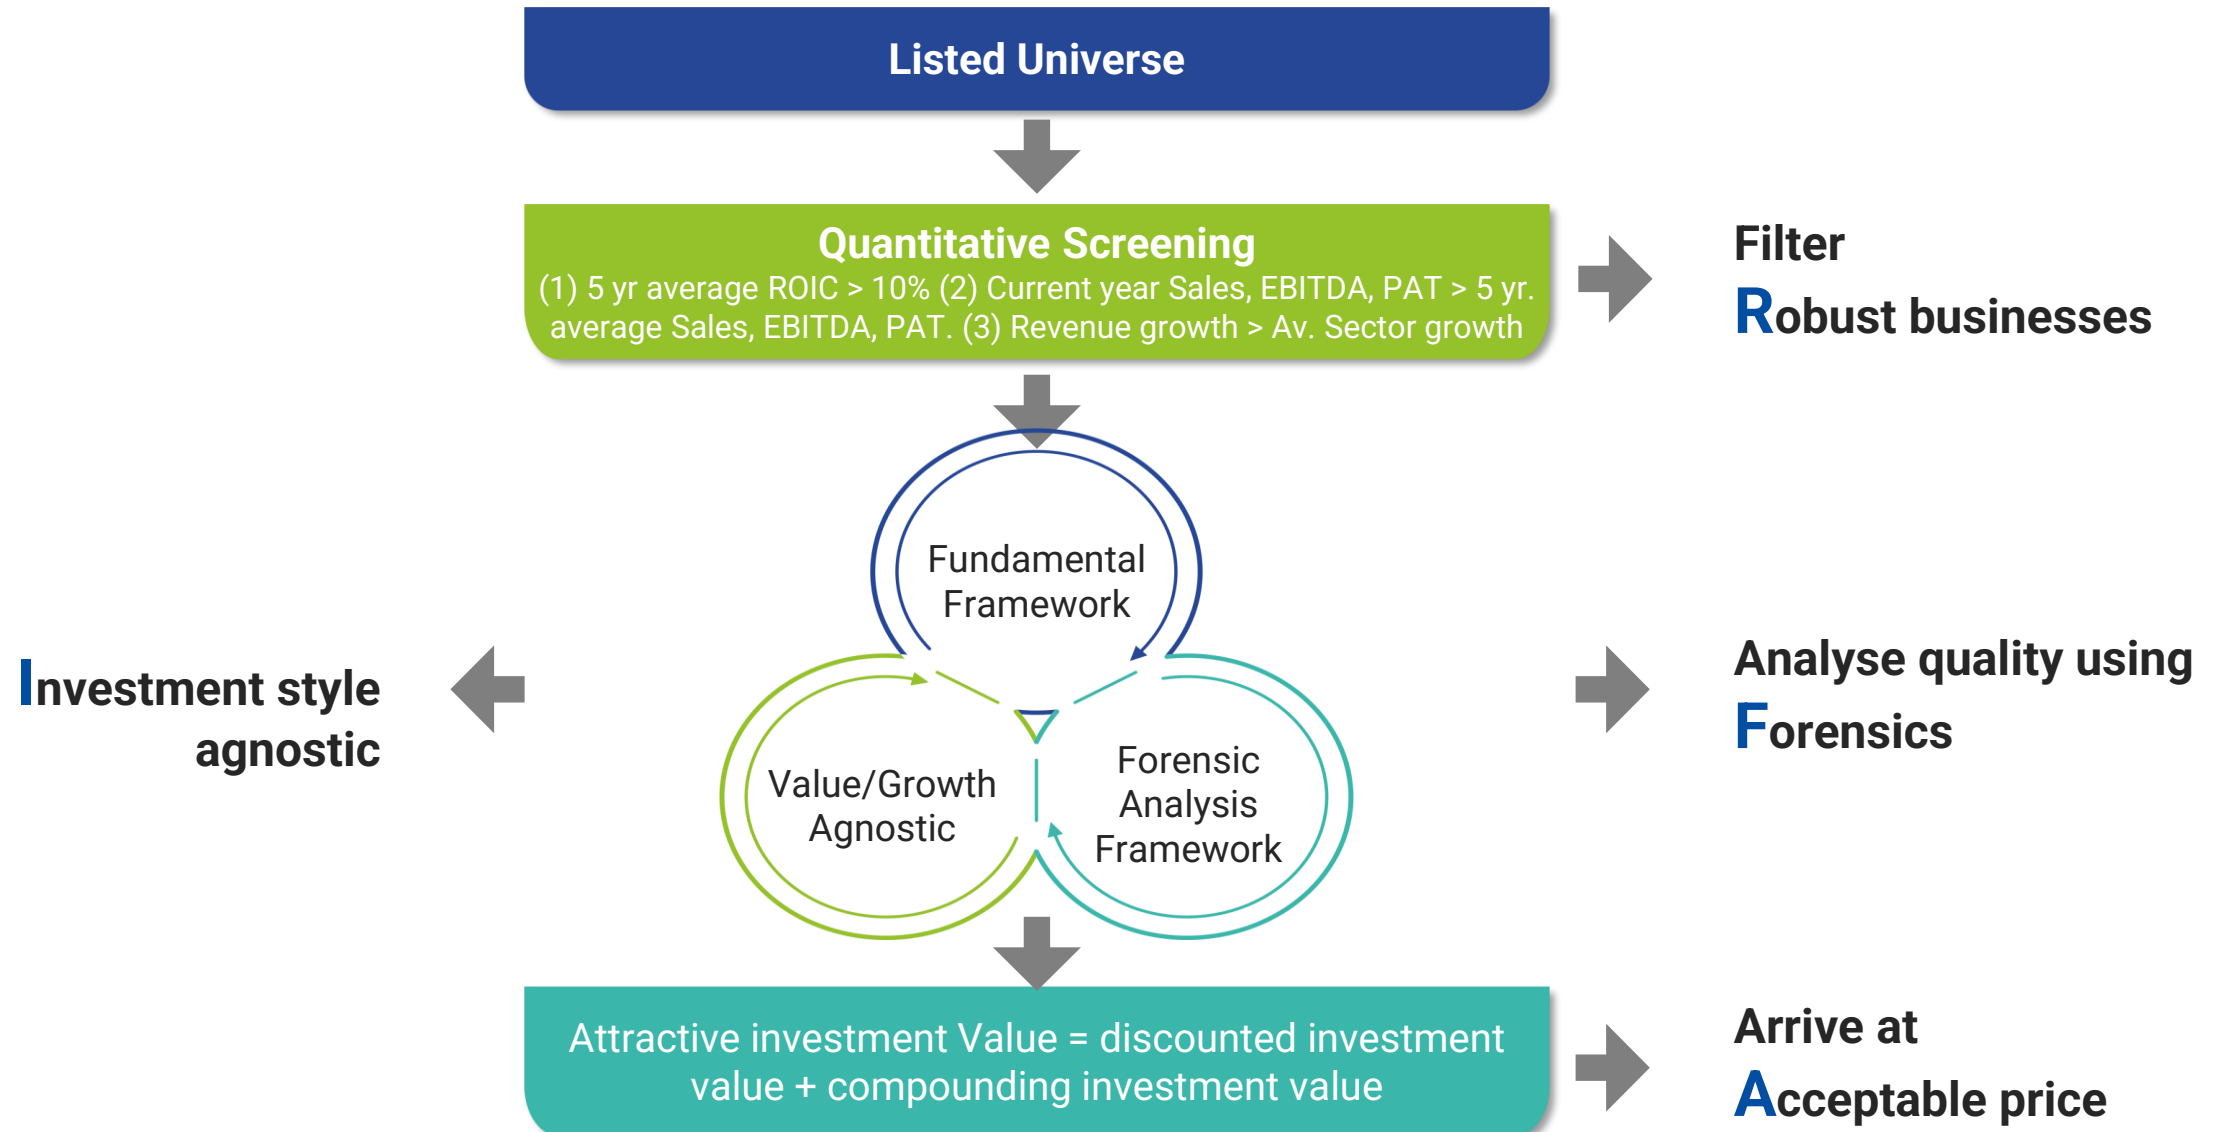 Listed Universe
Quantitative Screening
(1) 5 yr average ROIC > 10% (2) Current year Sales, EBITDA, PAT > 5 yr.
average Sales, EBITDA, PAT. (3) Revenue growth > Av. Sector growth
Filter
Robust businesses
Fundamental
Framework
Investment style
agnostic
Value/Growth
Agnostic
Forensic
Analysis
Framework
Analyse quality using
Forensics
Attractive investment Value = discounted investment
value + compounding investment value
Arrive at
Acceptable price